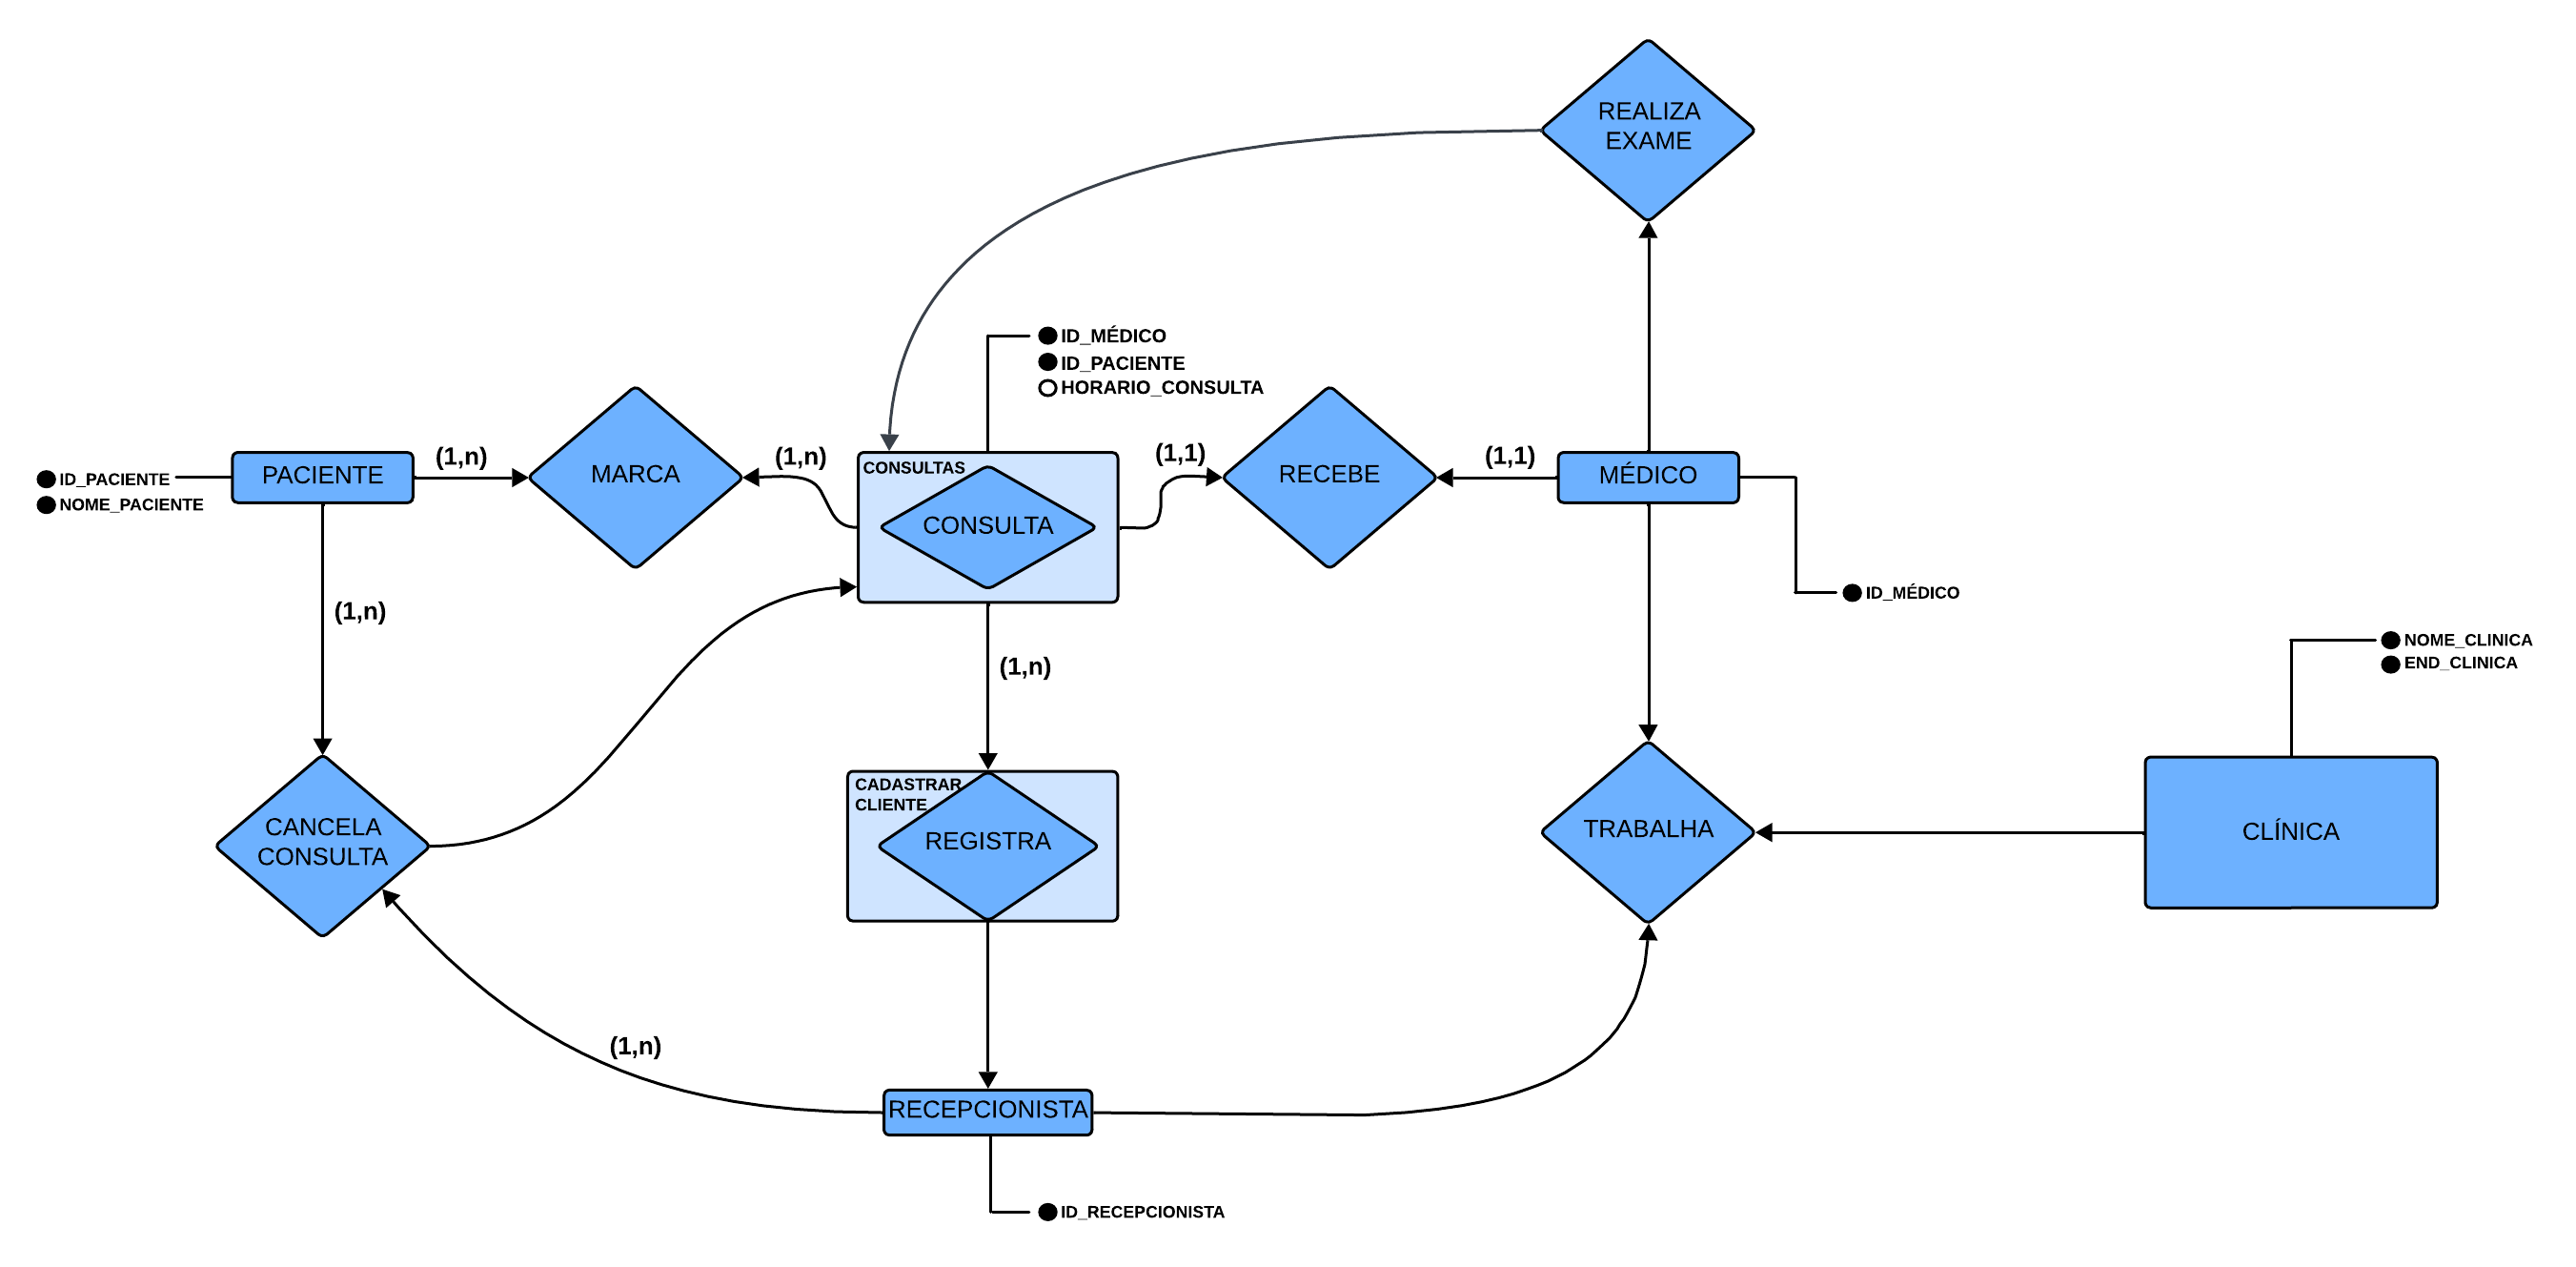 REALIZA
EXAME
ID_MÉDICO
ID_PACIENTE
HORARIO_CONSULTA
ID_PACIENTE
NOME_PACIENTE
PACIENTE
(1,n)
MARCA
(1,n)
CONSULTAS
CONSULTA
(1,1)
RECEBE
(1,1)
MÉDICO
ID_MÉDICO
(1,n)
(1,n)
NOME_CLINICA
END_CLINICA
CANCELA
CONSULTA
CADASTRAR
CLIENTE
REGISTRA
TRABALHA
CLÍNICA
(1,n)
RECEPCIONISTA
ID_RECEPCIONISTA